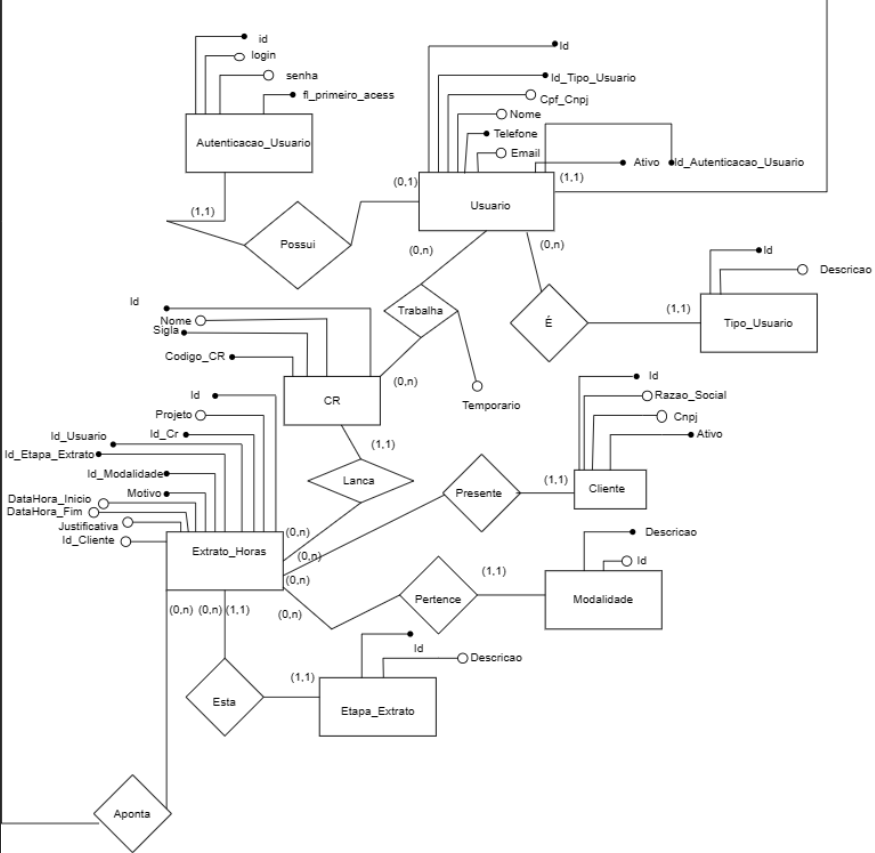 id
login
senha
fl_primeiro_acess
Autenticacao_Usuario
Id
Id_Tipo_Usuario
Cpf_Cnpj
Nome
Telefone
Email
Ativo
Id_Autenticacao_Usuario
(0,1)
(1,1)
Usuario
(1,1)
Possui
(0,n)
(0,n)
Id
Descricao
Trabalha
É
(1,1)
Tipo_Usuario
Id
Nome
Sigla
Codigo_CR
(0,n)
CR
Temporario
Id
Razao_Social
Cnpj
Ativo
(1,1)
Cliente
Id
Projeto
Id_Cr
Id_Usuario
Id_Etapa_Extrato
Id_Modalidade
Motivo
DataHora_Inicio
DataHora_Fim
Justificativa
Id_Cliente
(1,1)
Lanca
Presente
(0,n)
Extrato_Horas
(0,n)
(0,n)
Descricao
Id
(1,1)
Pertence
Modalidade
(0,n)
(0,n)
(0,n)
(1,1)
Id
Descricao
(1,1)
Esta
Etapa_Extrato
Aponta